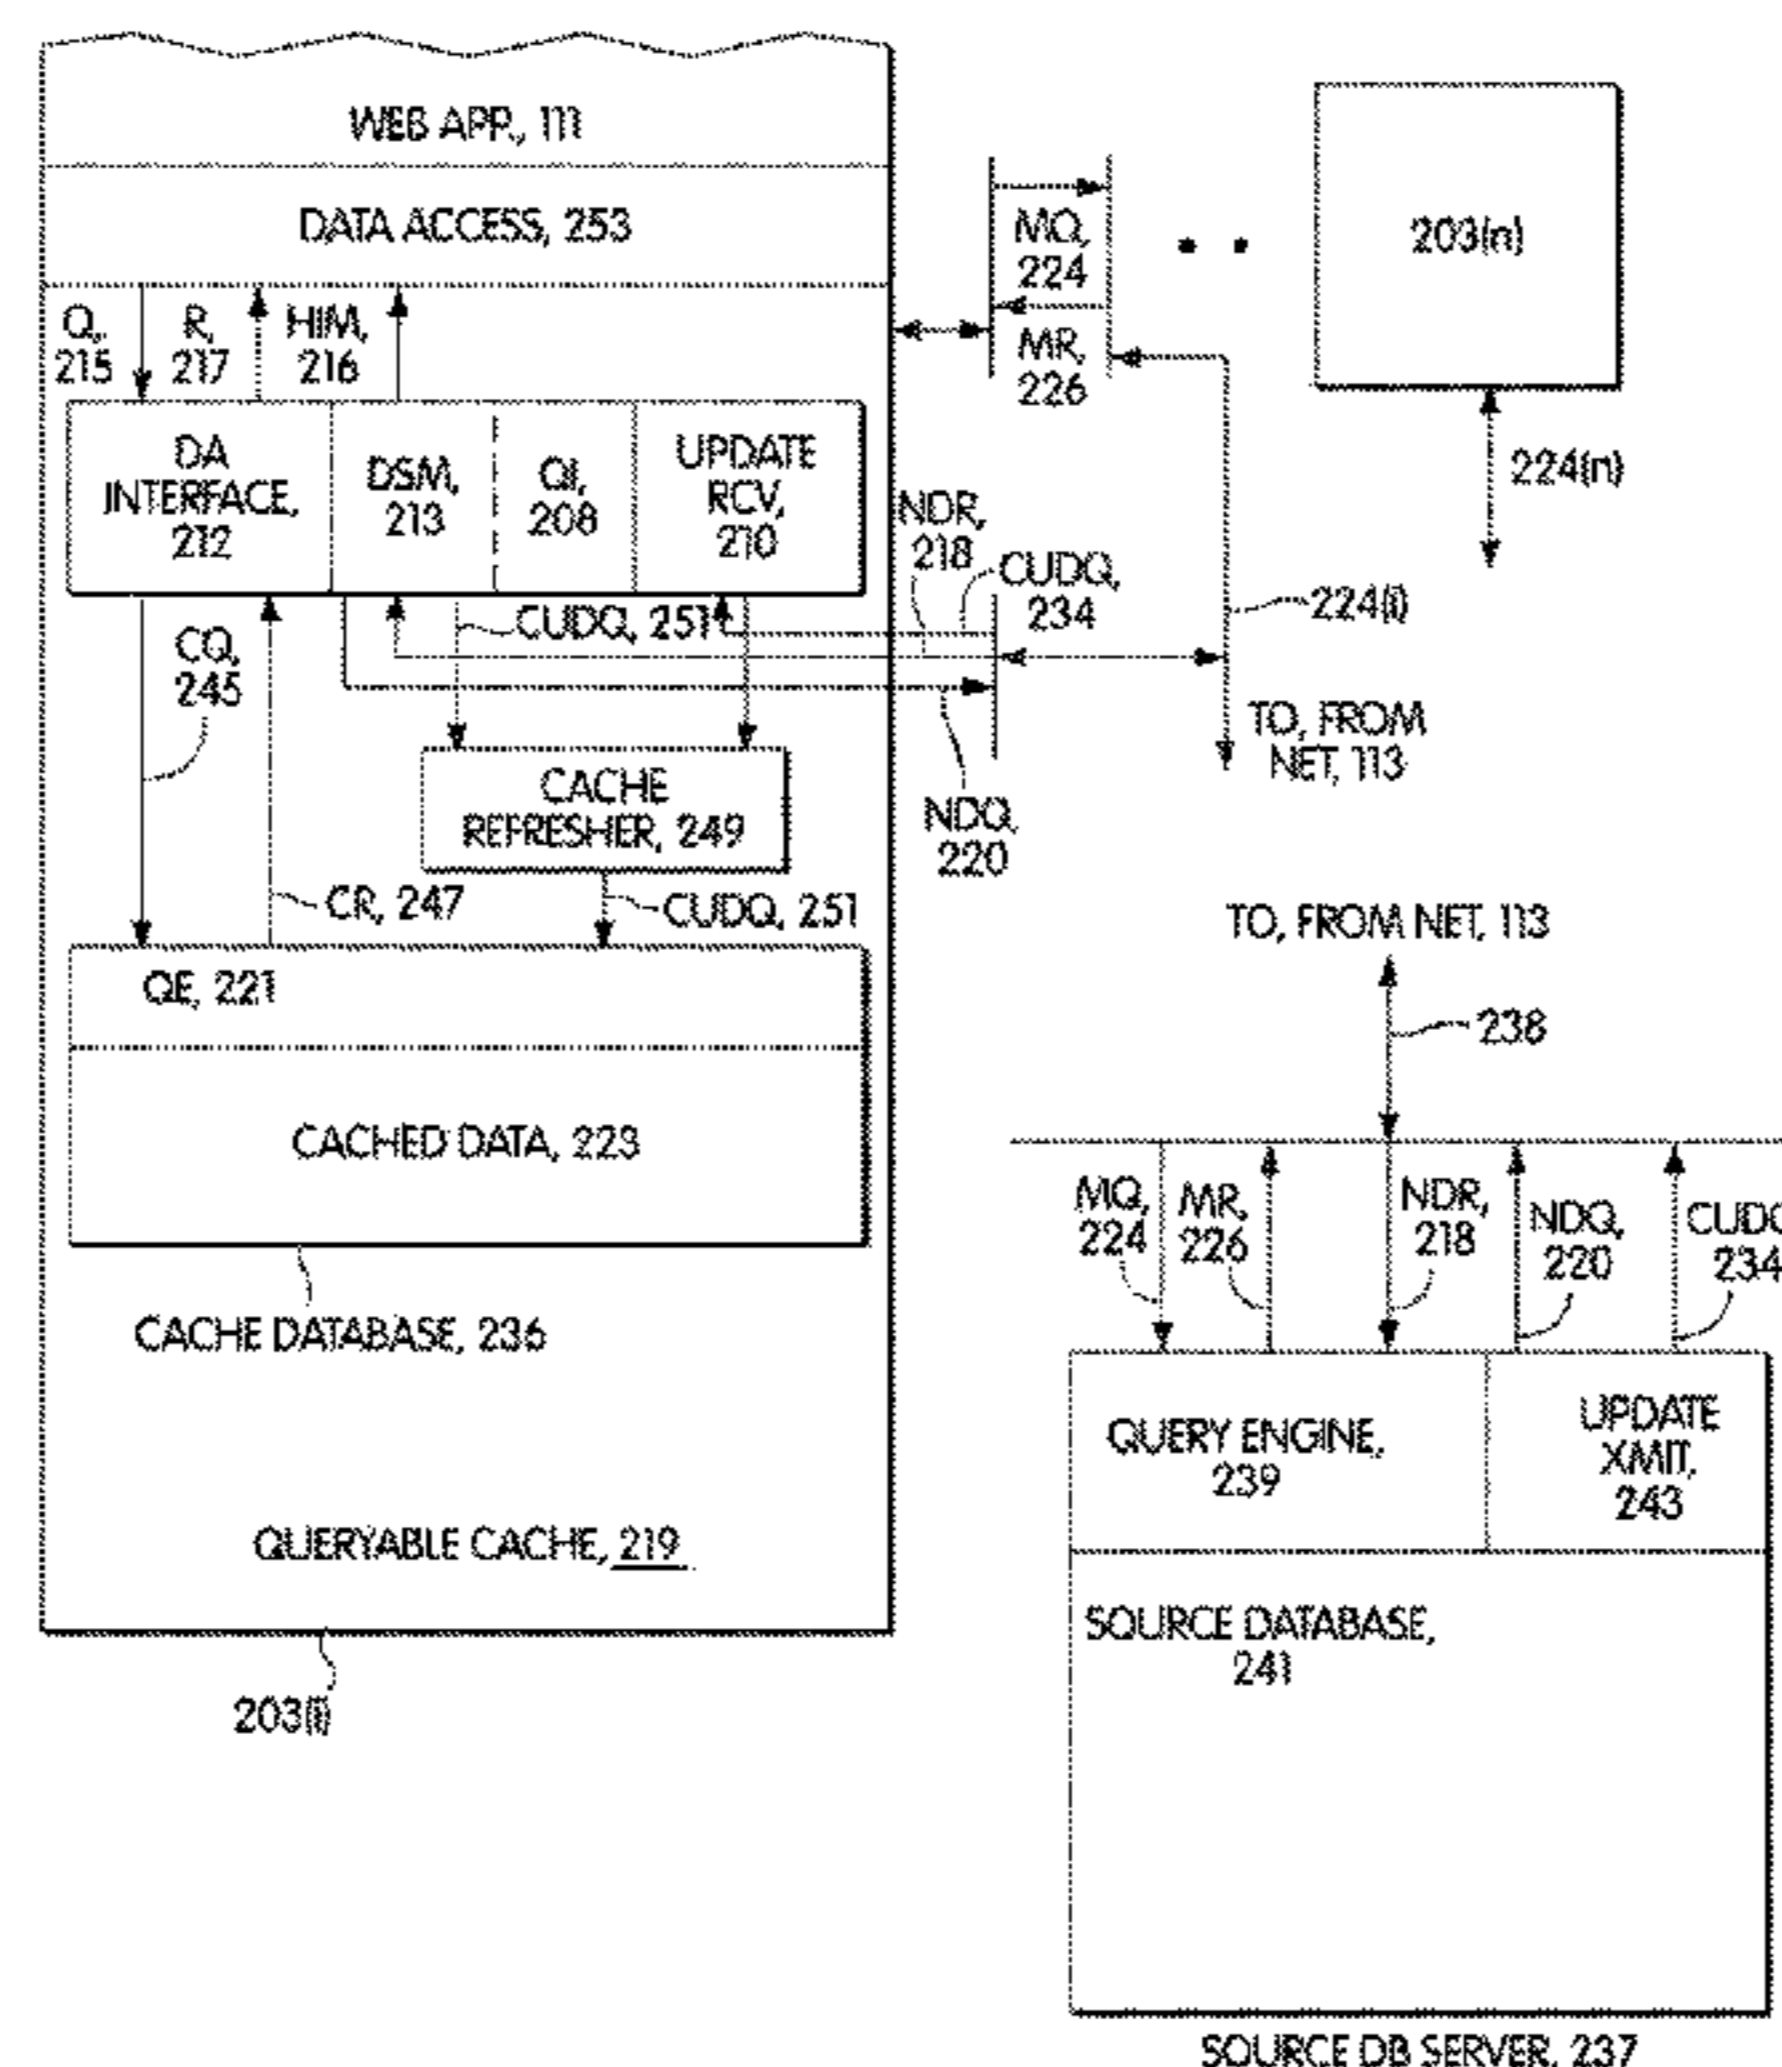 WEB APP., 111
DATA ACCESS, 253
Q,
215
R,
217
HIM,
216
DA
INTERFACE,
212
DSM,
213
QI,
208
UPDATE
RCV,
210
CQ,
245
CUDQ, 251
CACHE
REFRESHER, 249
CR, 247
CUDQ, 251
QE, 221
CACHED DATA, 223
CACHE DATABASE, 236
QUERYABLE CACHE, 219
203(i)
MQ,
224
MR,
226
203(n)
224(n)
NDR,
218
CUDQ,
234
224(i)
TO, FROM
NET, 113
NDQ,
220
TO, FROM NET, 113
238
MQ,
224
MR,
226
NDR,
218
NDQ,
220
234
QUERY ENGINE,
239
UPDATE
XMIT,
243
SOURCE DATABASE,
241
SOURCE DB SERVER, 237